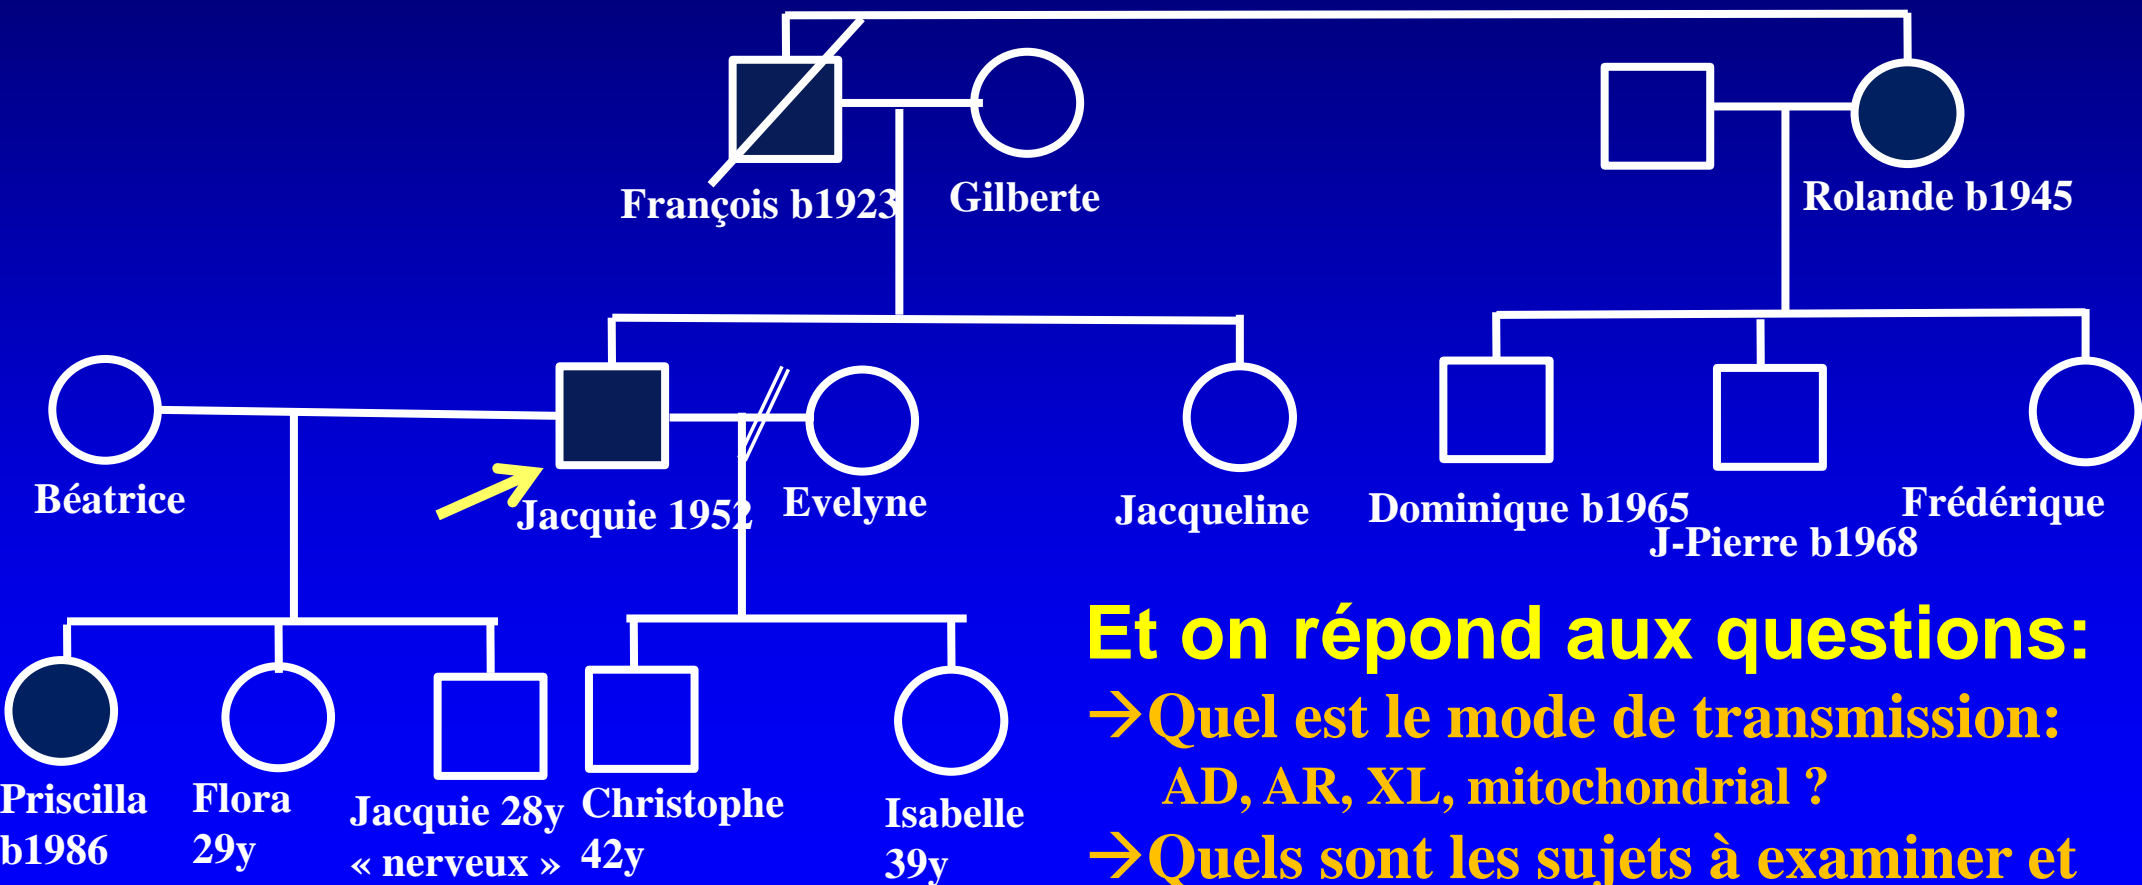 François b1923
Gilberte
Rolande b1945
Béatrice
Jacquie 1952
Evelyne
Jacqueline
Dominique b1965
J-Pierre b1968
Frédérique
Priscilla
b1986
Flora
29y
Jacquie 28y
« nerveux »
Christophe
42y
Isabelle
39y
Et on répond aux questions:
→Quel est le mode de transmission:
AD, AR, XL, mitochondrial ?
→Quels sont les sujets à examiner et